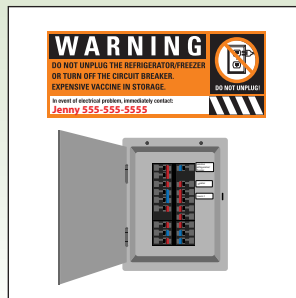 WARNING
DO NOT UNPLUG THE REFRIGERATOR/FREEZER
OR TURN OFF THE CIRCUIT BREAKER.
EXPENSIVE VACCINE IN STORAGE.
In event of electrical problem, immediately contact:
Jenny 555-555-5555
DO NOT UNPLUG!